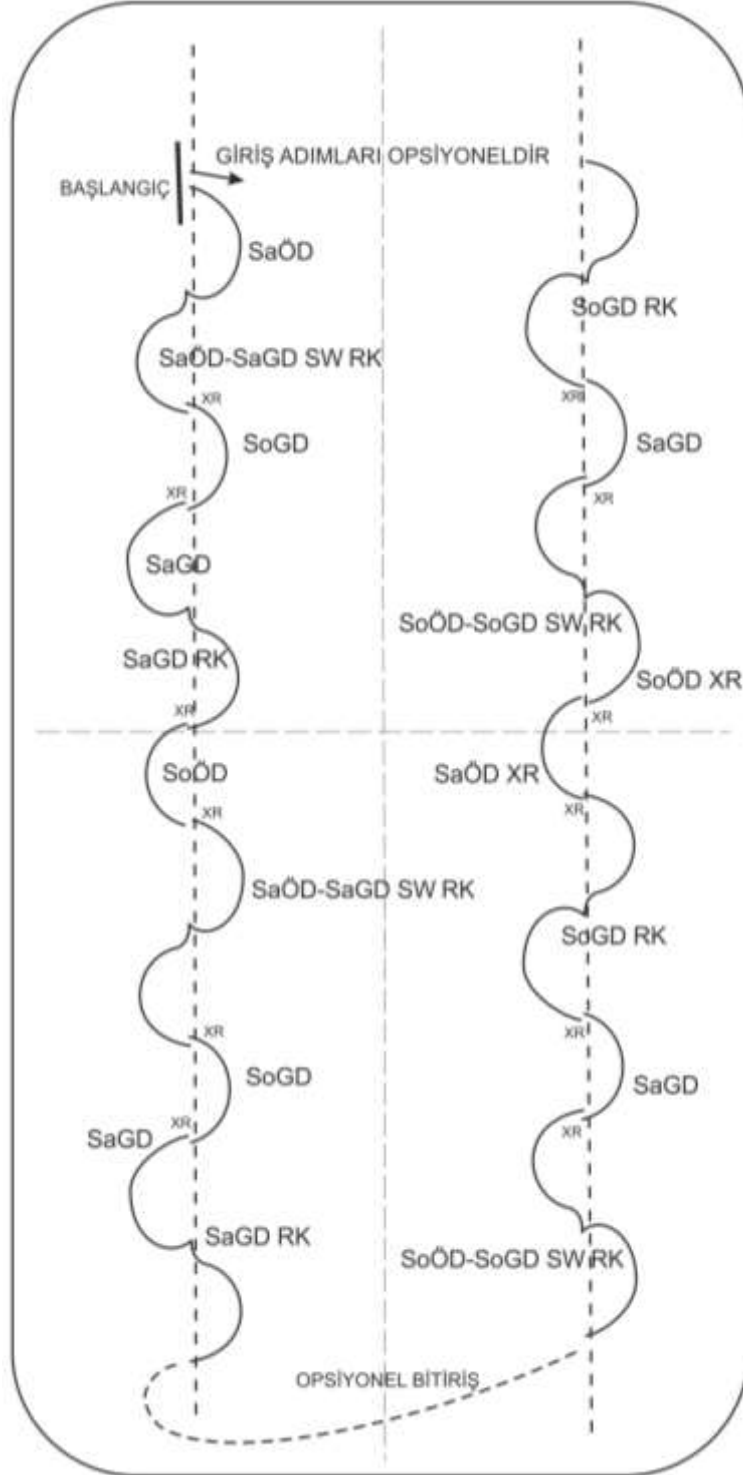 GİRİŞ ADIMLARI OPSİYONELDİR
BAŞLANGIÇ
SaÖD
SaÖD-SaGD SW RK
XR
SoGD
XR
SaGD
SaGD RK
XR
SoÖD
XR
SaÖD-SaGD SW RK
XR
SoGD
XR
SaGD
SaGD RK
SoGD RK
XR
SaGD
XR
SoÖD-SoGD SW RK
SoÖD XR
XR
SaÖD XR
XR
SoGD RK
XR
SaGD
XR
SoÖD-SoGD SW RK
OPSİYONEL BİTİRİŞ